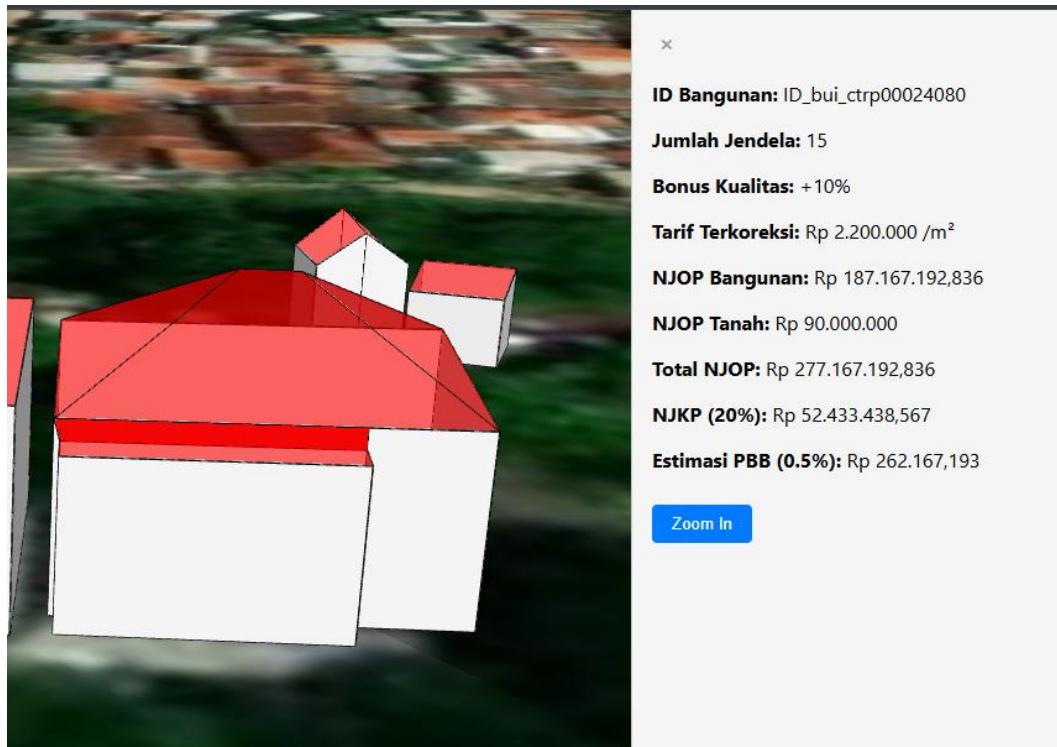 ×
ID Bangunan: ID_bui_ctrp00024080
Jumlah Jendela: 15
Bonus Kualitas: +10%
Tarif Terkoreksi: Rp 2.200.000 /m²
NJOP Bangunan: Rp 187.167.192,836
NJOP Tanah: Rp 90.000.000
Total NJOP: Rp 277.167.192,836
NJKP (20%): Rp 52.433.438,567
Estimasi PBB (0.5%): Rp 262.167,193
Zoom In